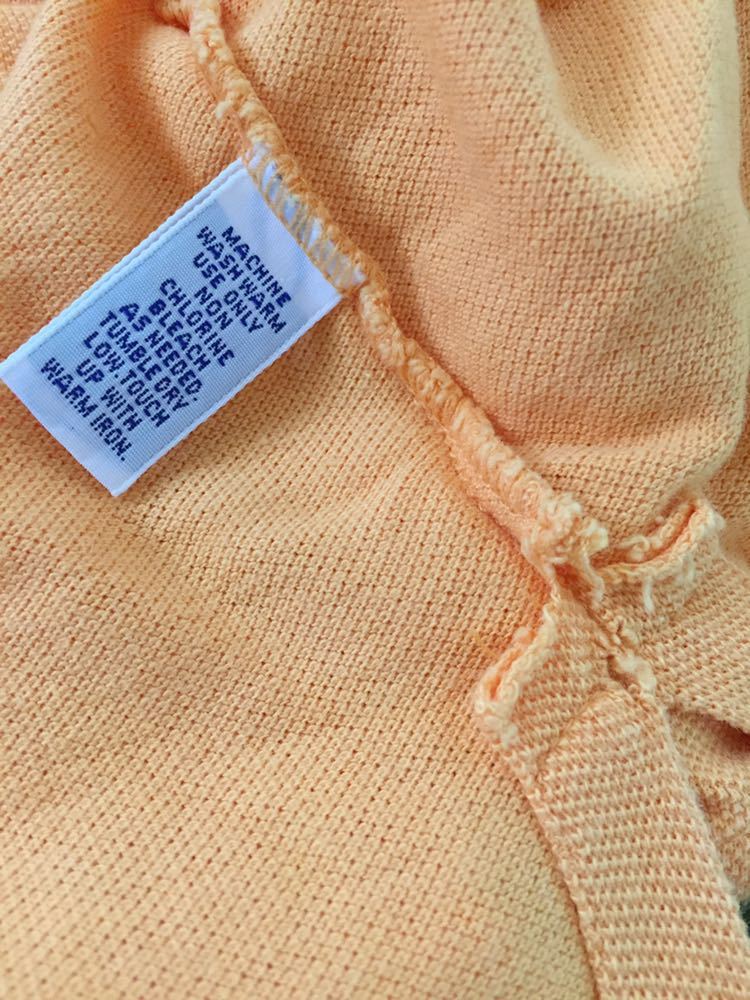 MACHINE
WASH WARM
USE ONLY
NON
CHLORINE
BLEACH
AS NEEDED.
TUMBLE DRY
LOW TOUCH
UP WITH
WARM IRON.